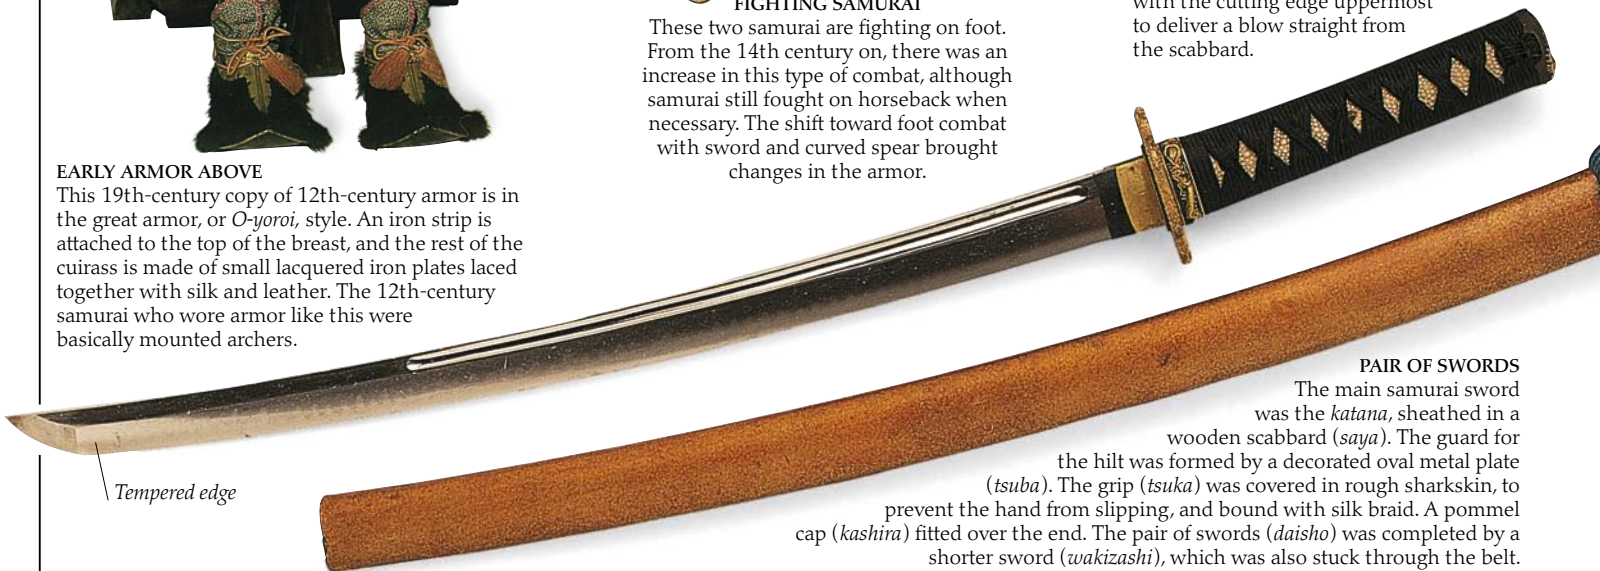 FIGHTING SAMURAI
These two samurai are fighting on foot.
From the 14th century on, there was an
increase in this type of combat, although
samurai still fought on horseback when
necessary. The shift toward foot combat
with sword and curved spear brought
changes in the armor.
with the cutting edge uppermost
to deliver a blow straight from
the scabbard.
EARLY ARMOR ABOVE
This 19th-century copy of 12th-century armor is in
the great armor, or O-yoroi, style. An iron strip is
attached to the top of the breast, and the rest of the
cuirass is made of small lacquered iron plates laced
together with silk and leather. The 12th-century
samurai who wore armor like this were
basically mounted archers.
Tempered edge
PAIR OF SWORDS
The main samurai sword
was the katana, sheathed in a
wooden scabbard (saya). The guard for
the hilt was formed by a decorated oval metal plate
(tsuba). The grip (tsuka) was covered in rough sharkskin, to
prevent the hand from slipping, and bound with silk braid. A pommel
cap (kashira) fitted over the end. The pair of swords (daisho) was completed by a
shorter sword (wakizashi), which was also stuck through the belt.